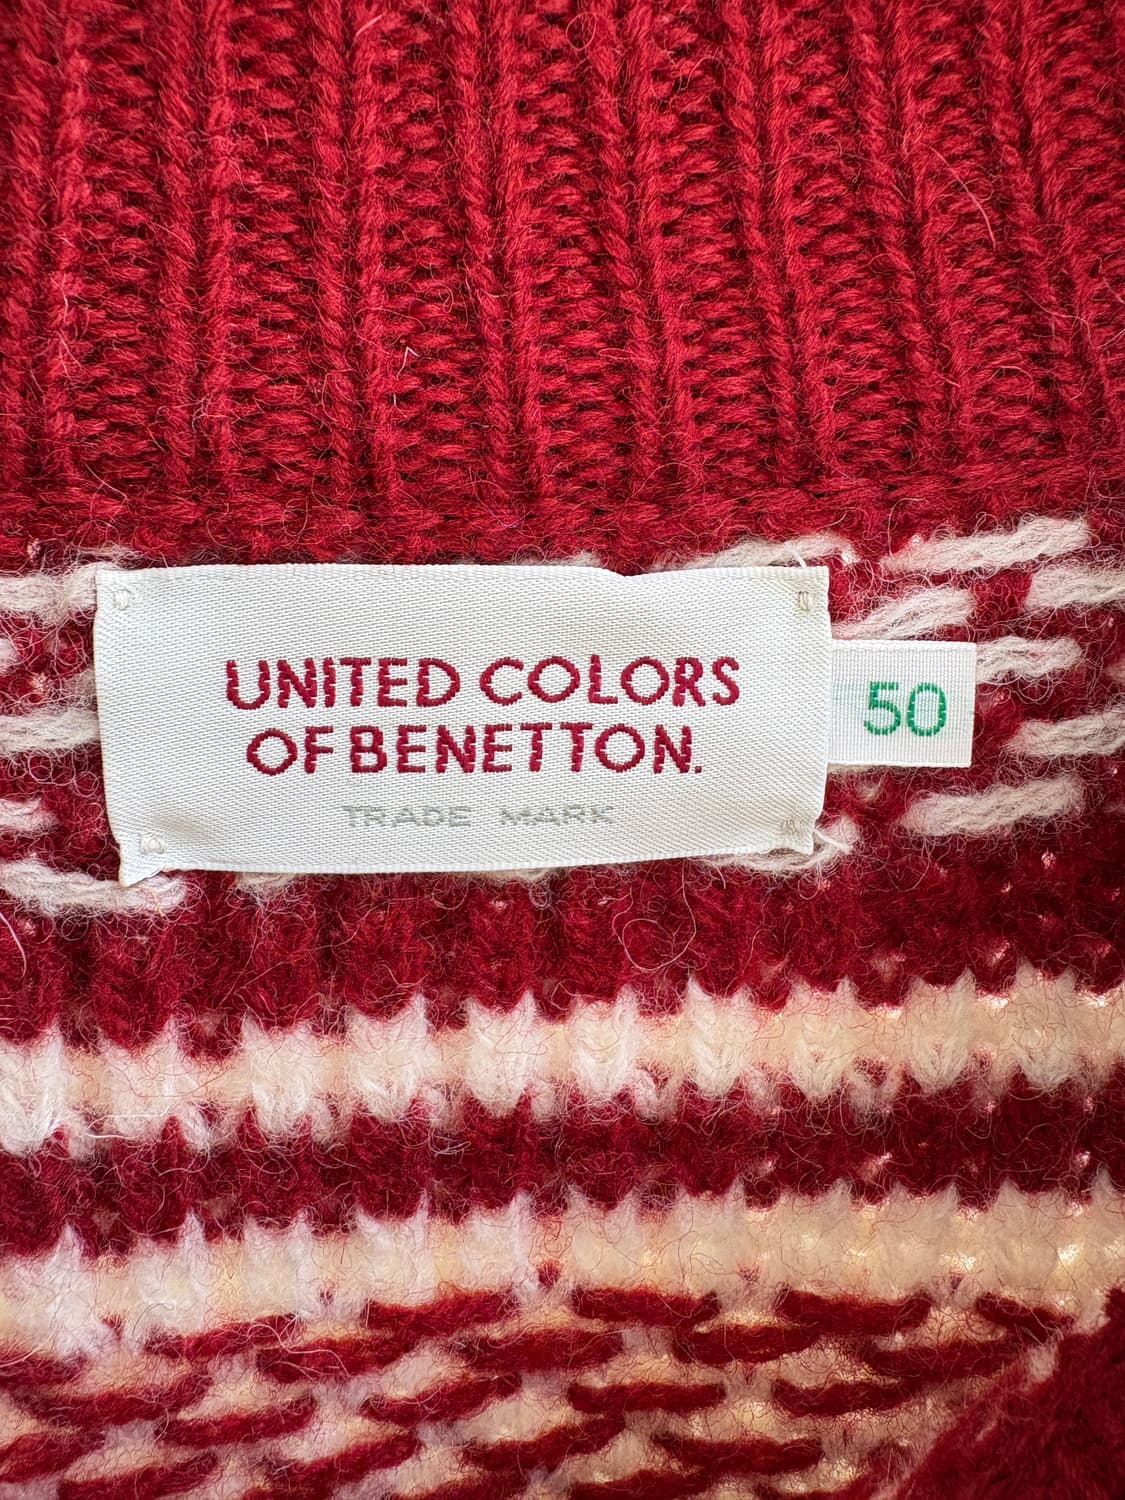 UNITED COLORS
OF BENETTON.
TRADE MARK
50